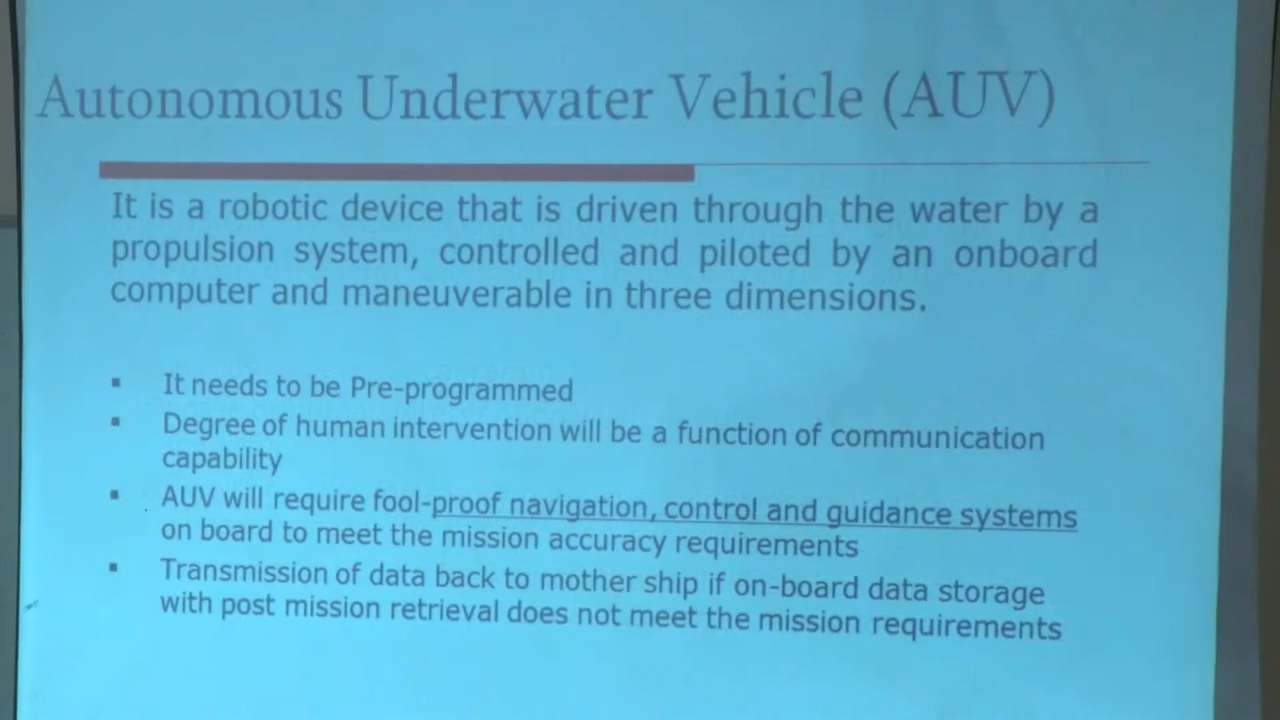 Autonomous Underwater Vehicle (AUV)
It is a robotic device that is driven through the water by a
propulsion system, controlled and piloted by an onboard
computer and maneuverable in three dimensions.
▪ It needs to be Pre-programmed
▪ Degree of human intervention will be a function of communication
capability
▪ AUV will require fool-proof navigation, control and guidance systems
on board to meet the mission accuracy requirements
▪ Transmission of data back to mother ship if on-board data storage
with post mission retrieval does not meet the mission requirements